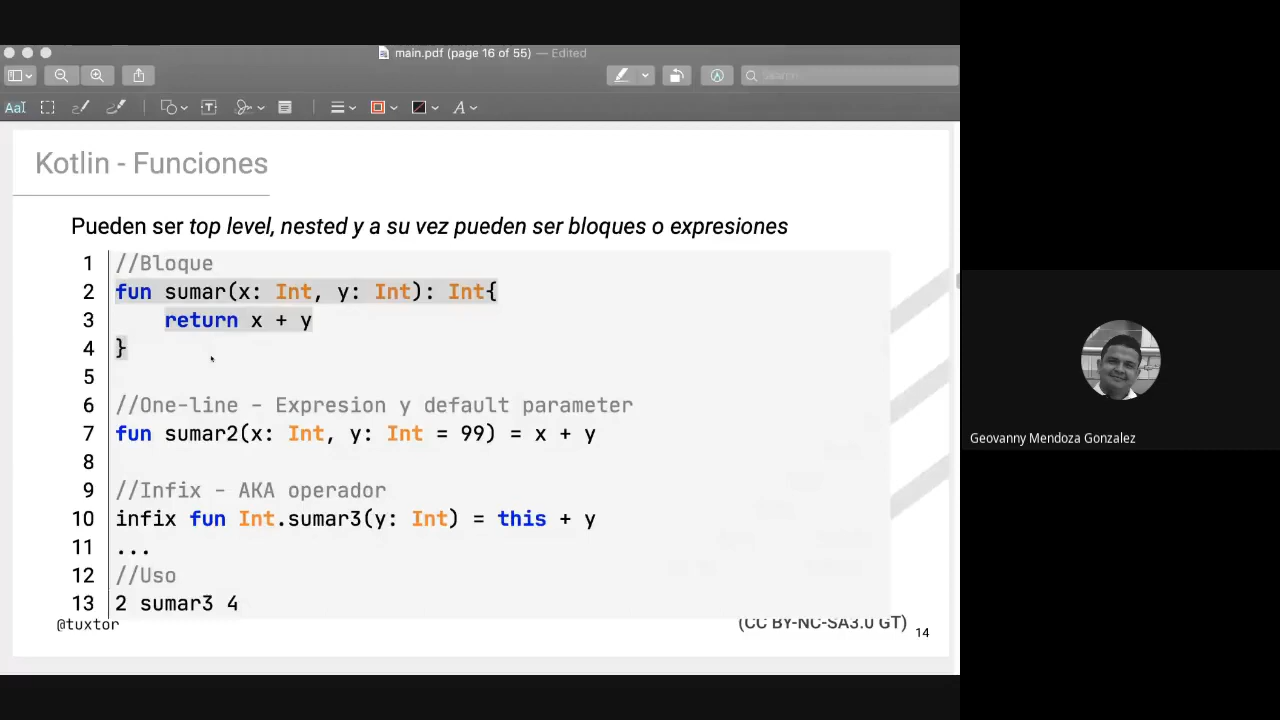 main.pdf (page 16 of 55) — Edited
Search
AaI
A
Kotlin - Funciones
Pueden ser top level, nested y a su vez pueden ser bloques o expresiones
1 //Bloque
2 fun sumar(x: Int, y: Int): Int{
3 return x + y
4 }
5
6 //One-line - Expresion y default parameter
7 fun sumar2(x: Int, y: Int = 99) = x + y
8
9 //Infix - AKA operador
10 infix fun Int.sumar3(y: Int) = this + y
11 ...
12 //Uso
13 2 sumar3 4
@tuxtor
(CC BY-NC-SA3.0 GT)
14
Geovanny Mendoza Gonzalez